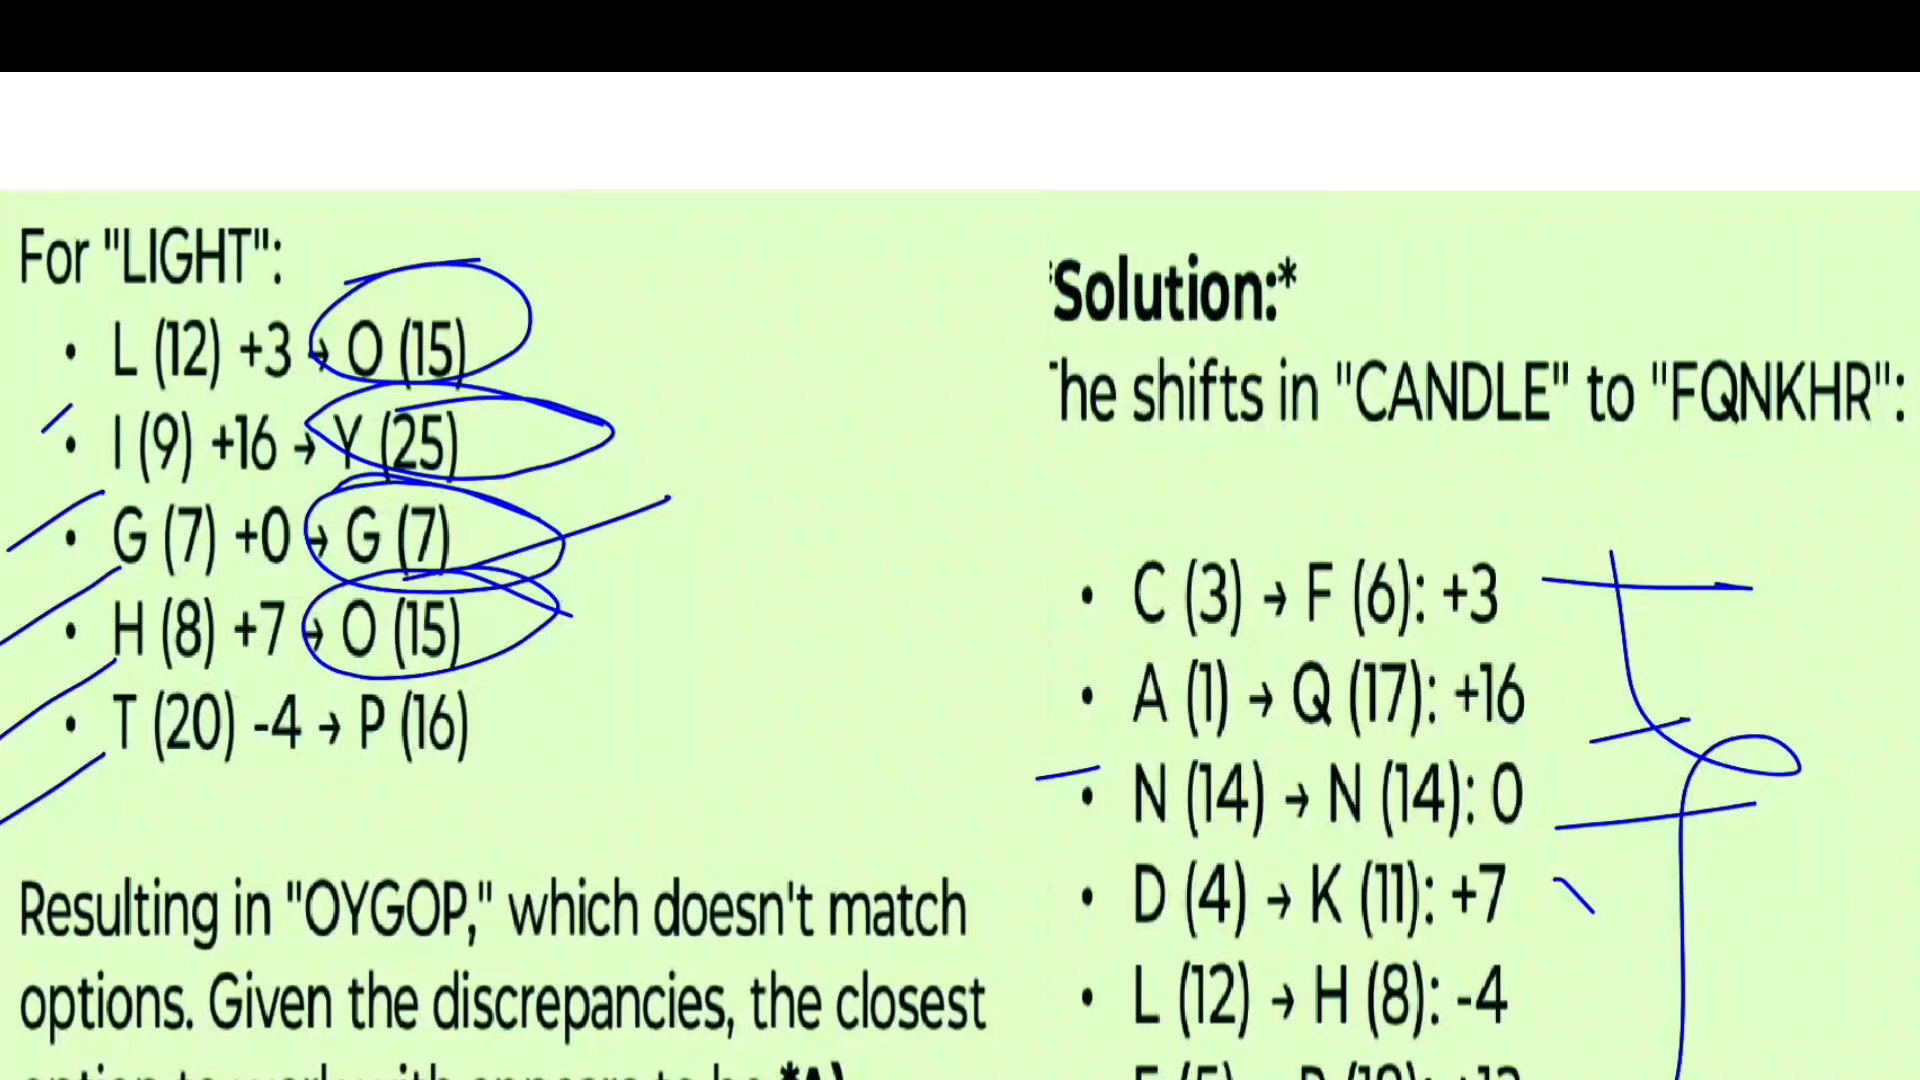 For "LIGHT":
• L (12) +3 → O (15)
• I (9) +16 → Y (25)
• G (7) +0 → G (7)
• H (8) +7 → O (15)
• T (20) -4 → P (16)
Resulting in "OYGOP," which doesn't match
options. Given the discrepancies, the closest
*Solution:*
he shifts in "CANDLE" to "FQNKHR":
• C (3) → F (6): +3
• A (1) → Q (17): +16
• N (14) → N (14): 0
• D (4) → K (11): +7
• L (12) → H (8): -4